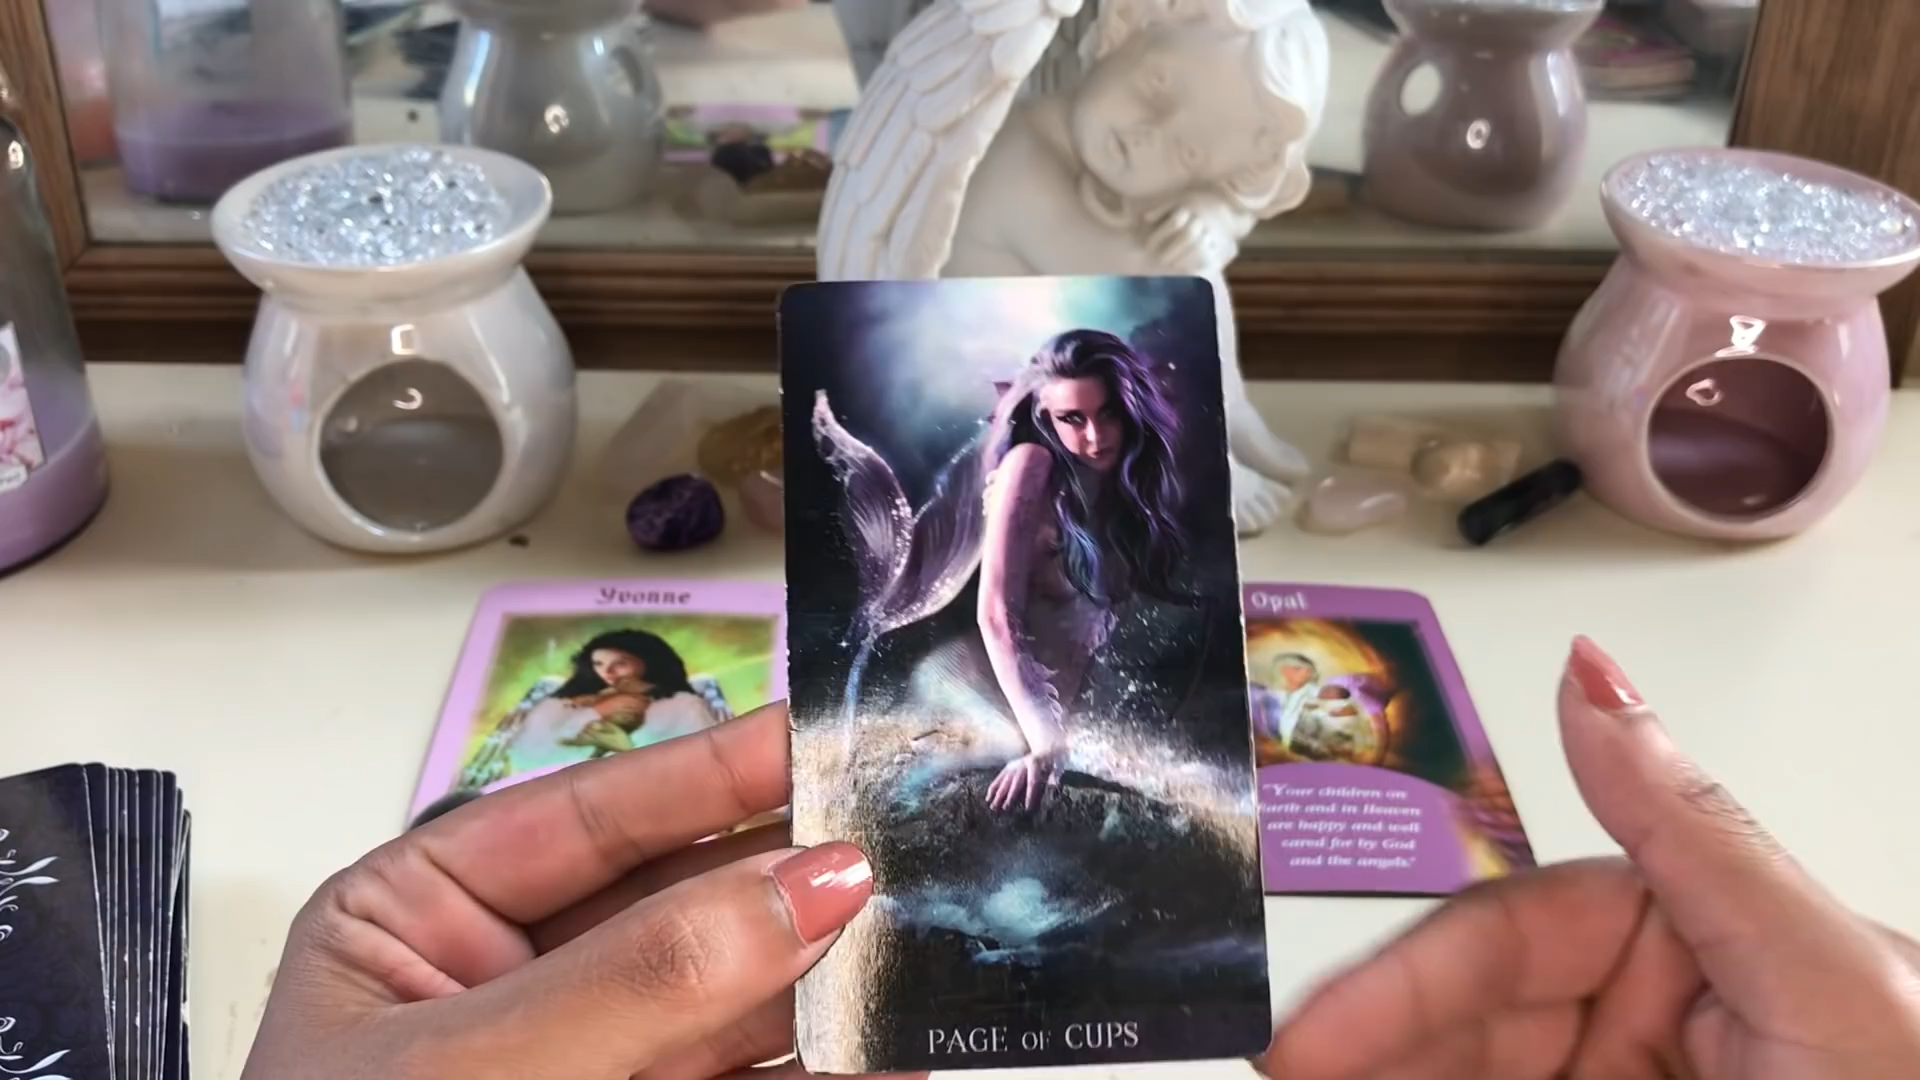 Yvonne
Opal
"Your children on
Earth and in Heaven
are happy and well
cared for by God
and the angels."
PAGE OF CUPS